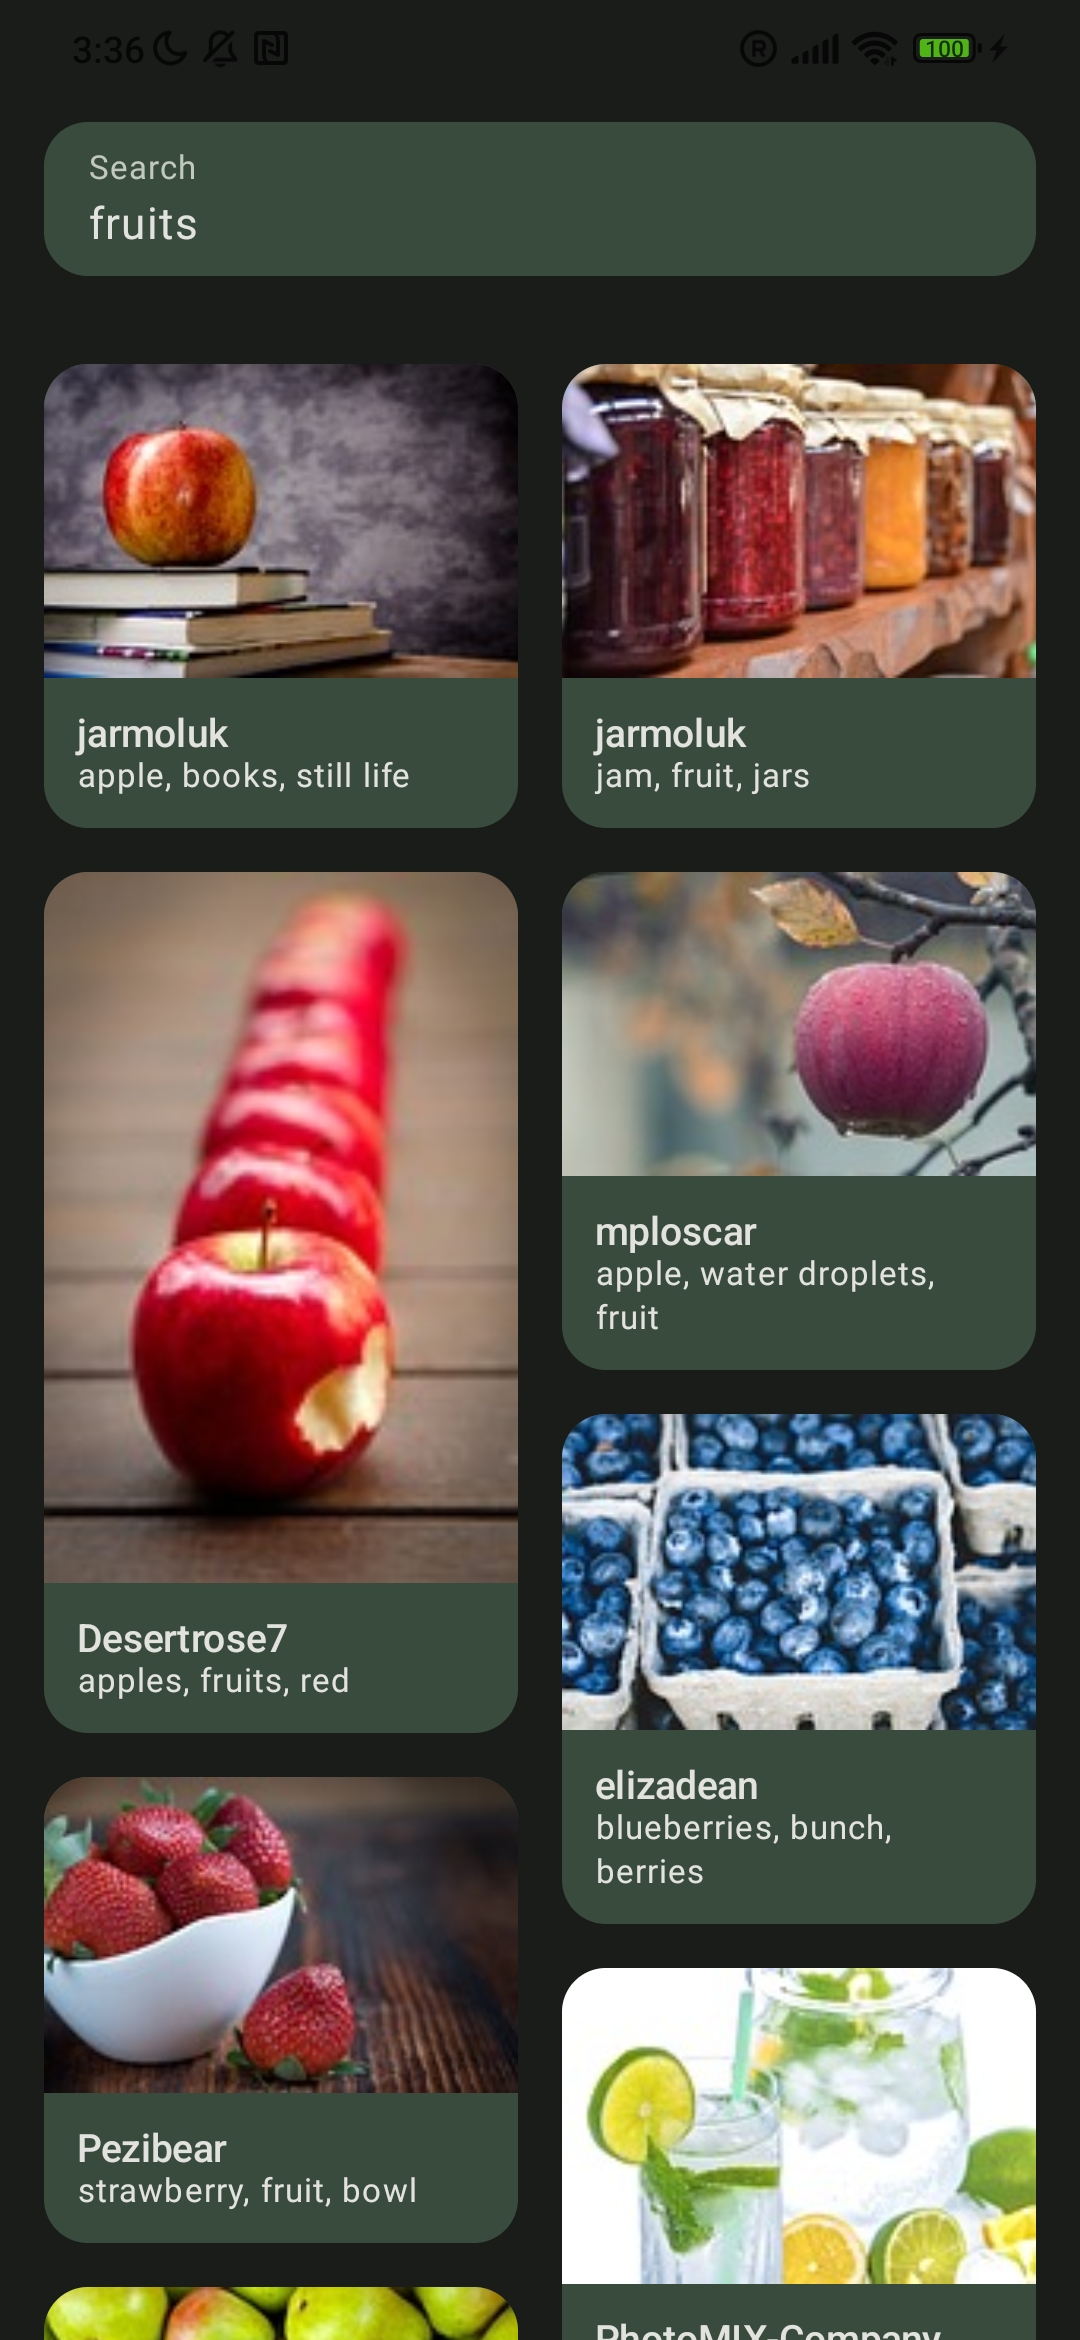 3:36
100
Search
fruits
jarmoluk
apple, books, still life
jarmoluk
jam, fruit, jars
Desertrose7
apples, fruits, red
mploscar
apple, water droplets,
fruit
elizadean
blueberries, bunch,
berries
Pezibear
strawberry, fruit, bowl
PhotoMIX-Company